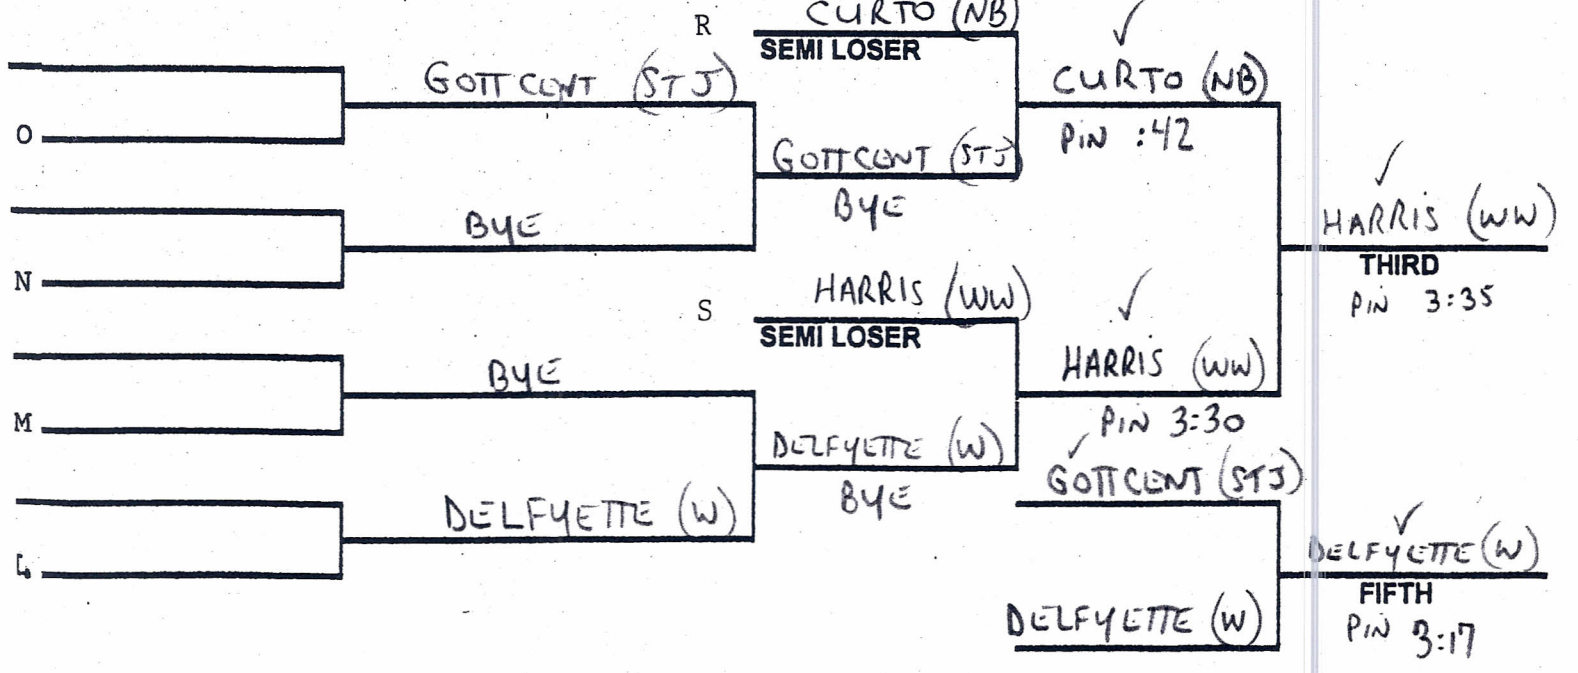 R
CURTO (NB)
SEMI LOSER
GOTTCENT (STJ)
CURTO (NB)
PIN :42
O
GOTTCENT (STJ)
BYE
BYE
HARRIS (WW)
THIRD
PIN 3:35
N
S
HARRIS (WW)
SEMI LOSER
BYE
HARRIS (WW)
PIN 3:30
M
DELFYETTE (W)
BYE
GOTTCENT (STJ)
DELFYETTE (W)
DELFYETTE (W)
FIFTH
PIN 3:17
L
DELFYETTE (W)